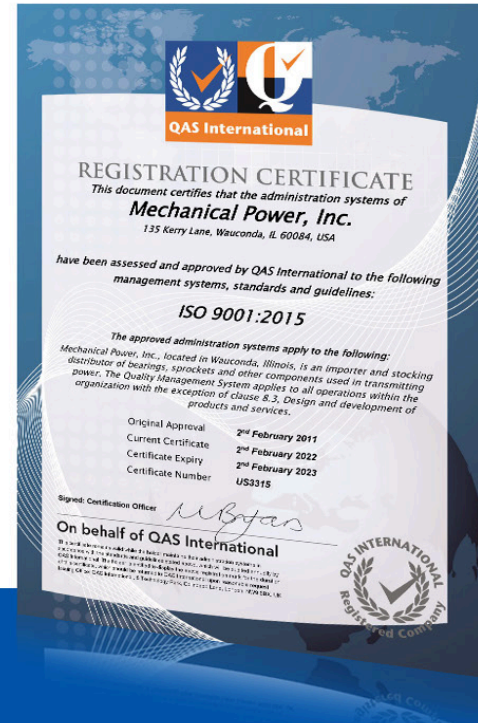 QAS International
REGISTRATION CERTIFICATE
This document certifies that the administration systems of
Mechanical Power, Inc.
135 Kerry Lane, Wauconda, IL 60084, USA
have been assessed and approved by QAS International to the following
management systems, standards and guidelines:
ISO 9001:2015
The approved administration systems apply to the following:
Mechanical Power, Inc., located in Wauconda, Illinois, is an importer and stocking
distributor of bearings, sprockets and other components used in transmitting
power. The Quality Management System applies to all operations within the
organization with the exception of clause 8.3, Design and development of
products and services.
Original Approval 2nd February 2011
Current Certificate 2nd February 2022
Certificate Expiry 2nd February 2023
Certificate Number US3315
Signed: Certification Officer
On behalf of QAS International
QAS INTERNATIONAL
Registered Company